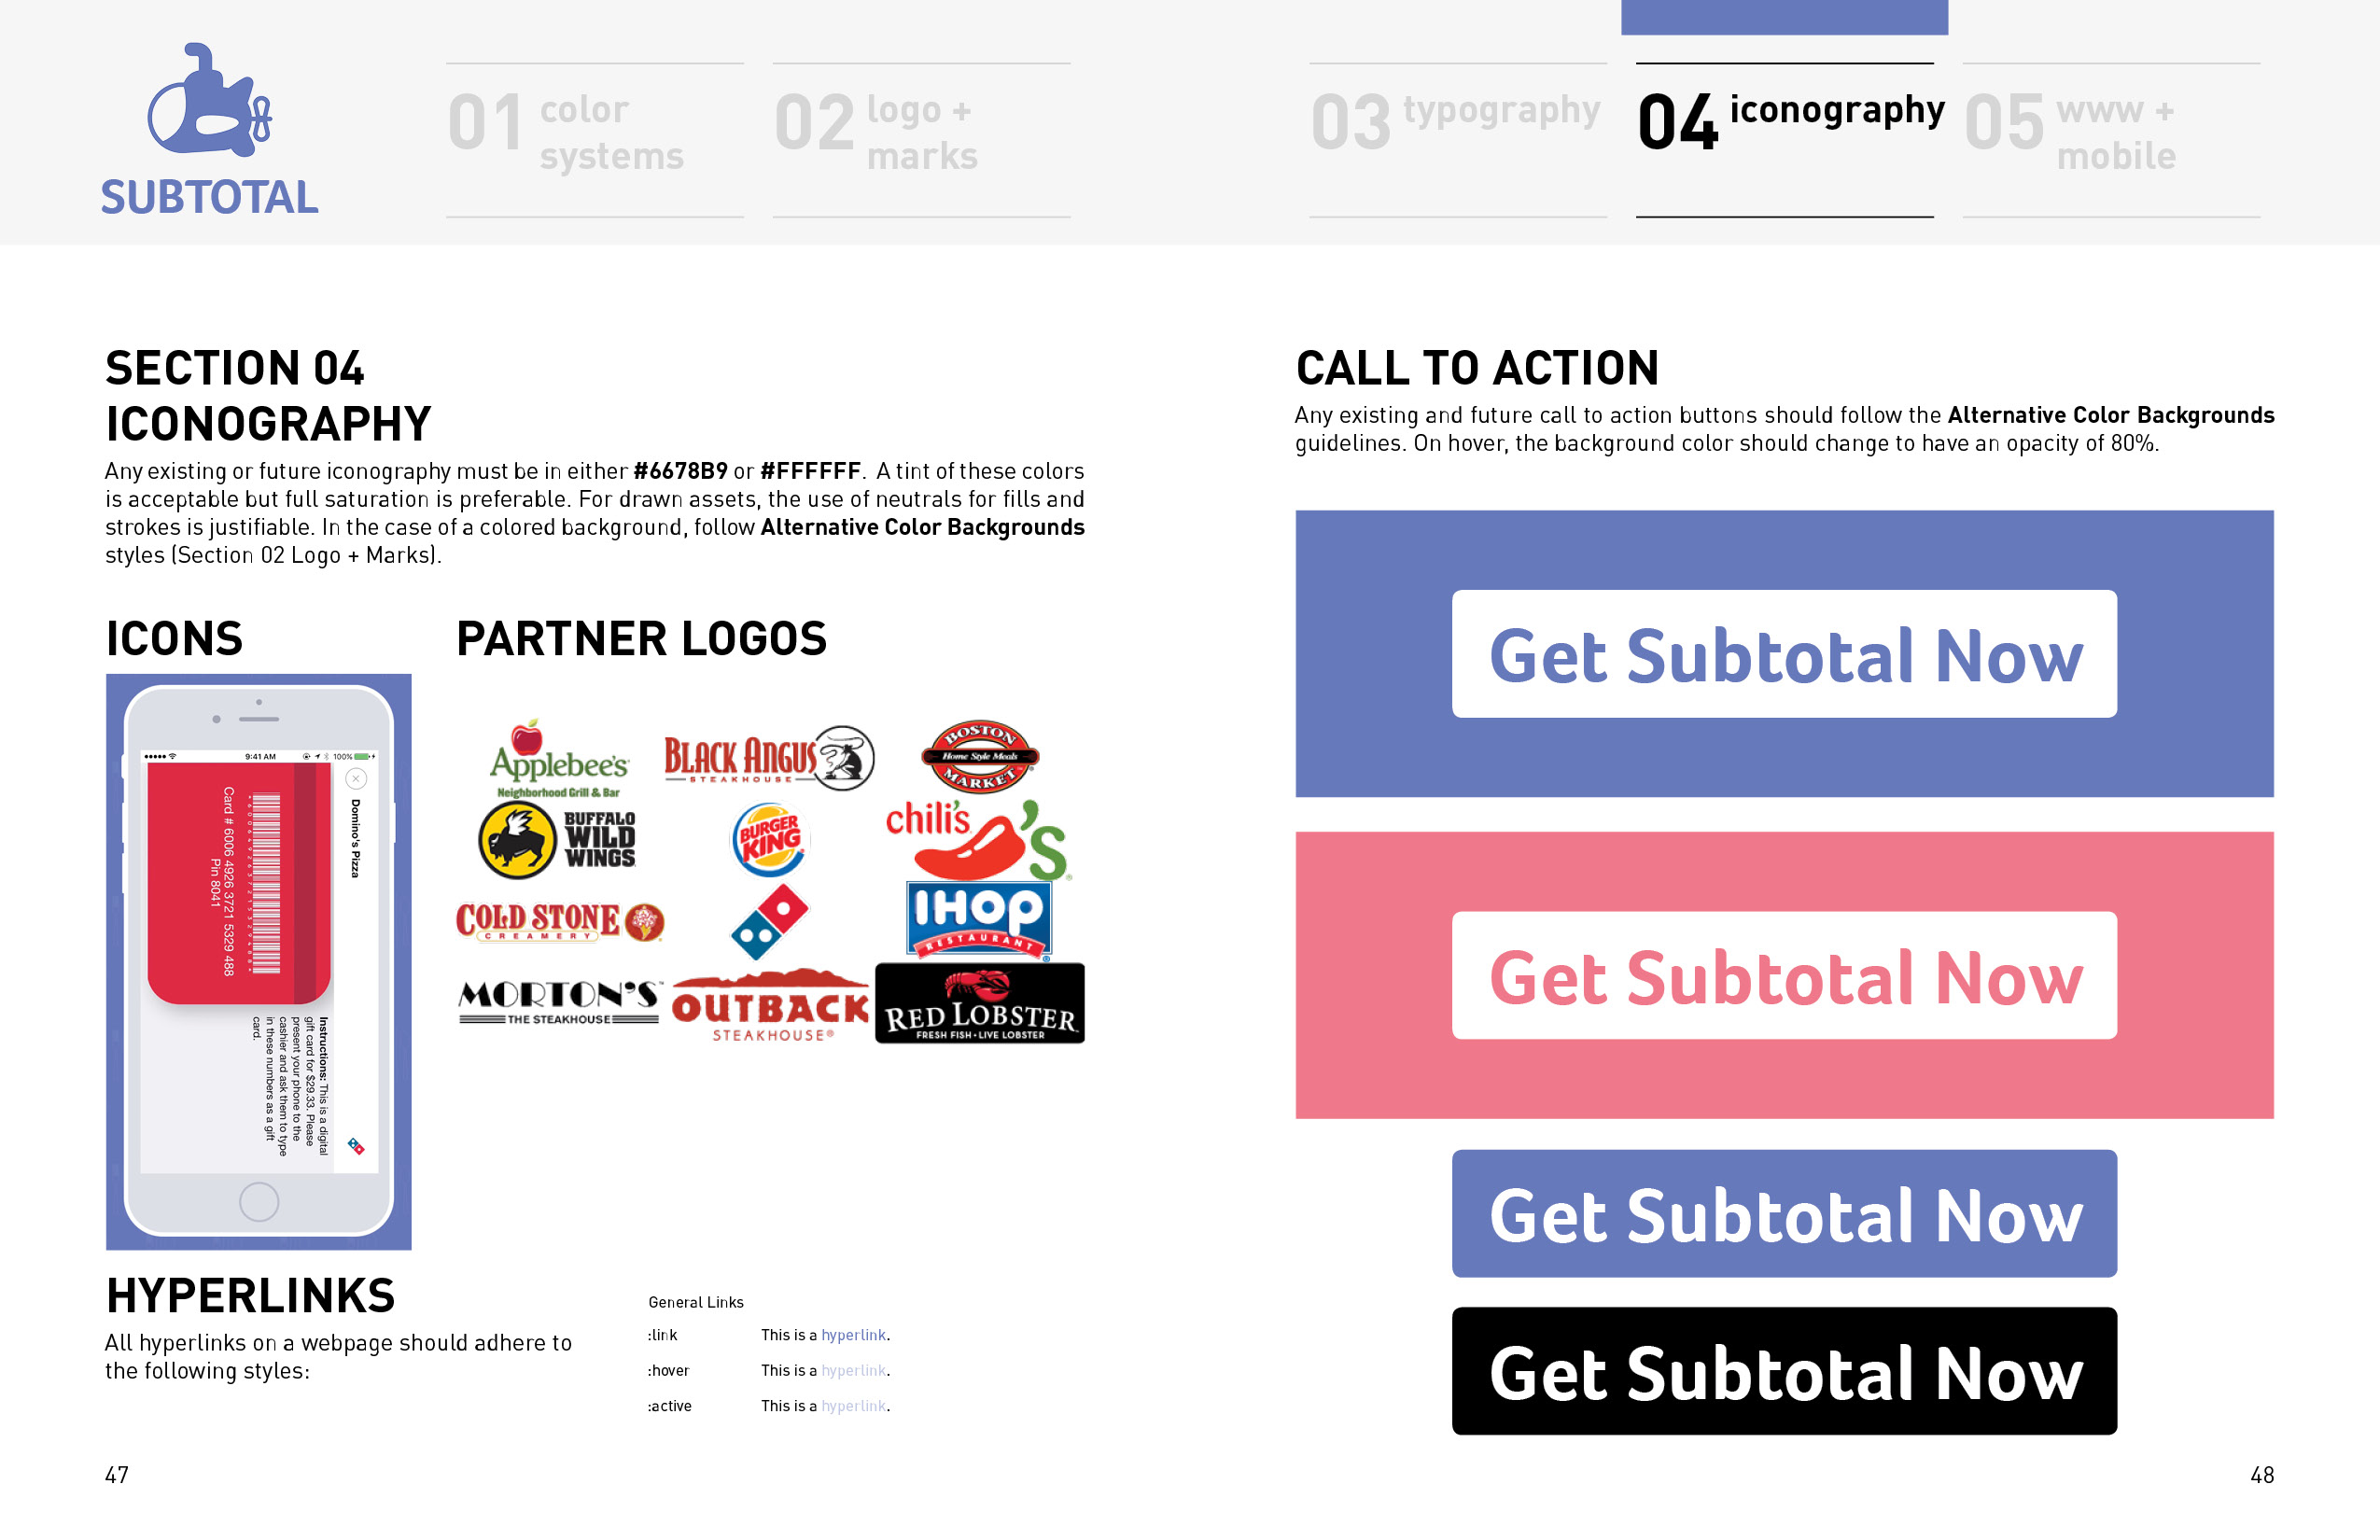 SUBTOTAL
01 color
systems
02 logo +
marks
03 typography
04 iconography
05 www +
mobile
SECTION 04
ICONOGRAPHY
Any existing or future iconography must be in either #6678B9 or #FFFFFF. A tint of these colors
is acceptable but full saturation is preferable. For drawn assets, the use of neutrals for fills and
strokes is justifiable. In the case of a colored background, follow Alternative Color Backgrounds
styles (Section 02 Logo + Marks).
ICONS
9:41 AM
100%
Domino's Pizza
Card # 6006 4926 3721 5329 488
Pin 8041
Instructions: This is a digital
gift card for $29.33. Please
present your phone to the
cashier and ask them to type
in these numbers as a gift
card.
PARTNER LOGOS
Applebee's
Neighborhood Grill & Bar
BLACK ANGUS
STEAKHOUSE
BOSTON
Home Style Meals
MARKET
BUFFALO
WILD
WINGS
BURGER
KING
chili's
'S
COLD STONE
CREAMERY
IHOP
RESTAURANT
MORTON'S
THE STEAKHOUSE
OUTBACK
STEAKHOUSE®
RED LOBSTER
FRESH FISH • LIVE LOBSTER
HYPERLINKS
All hyperlinks on a webpage should adhere to
the following styles:
General Links
:link This is a hyperlink.
:hover This is a hyperlink.
:active This is a hyperlink.
47
CALL TO ACTION
Any existing and future call to action buttons should follow the Alternative Color Backgrounds
guidelines. On hover, the background color should change to have an opacity of 80%.
Get Subtotal Now
Get Subtotal Now
Get Subtotal Now
Get Subtotal Now
48